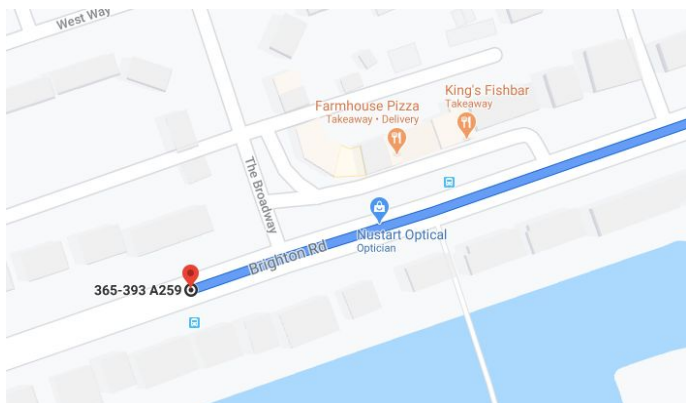 West Way
King's Fishbar
Takeaway
Farmhouse Pizza
Takeaway • Delivery
The Broadway
Nustart Optical
Optician
Brighton Rd
365-393 A259